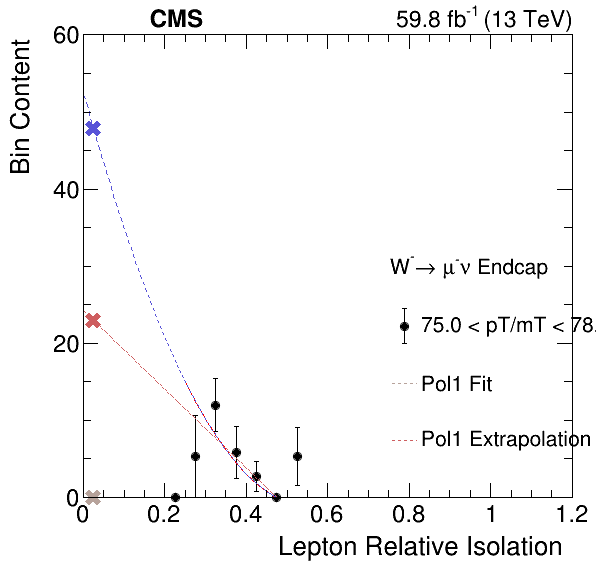 CMS 59.8 fb⁻¹ (13 TeV)
Bin Content
60
40
20
0
W⁻→ μ⁻ν Endcap
75.0 < pT/mT < 78.
Pol1 Fit
Pol1 Extrapolation
0 0.2 0.4 0.6 0.8 1 1.2
Lepton Relative Isolation